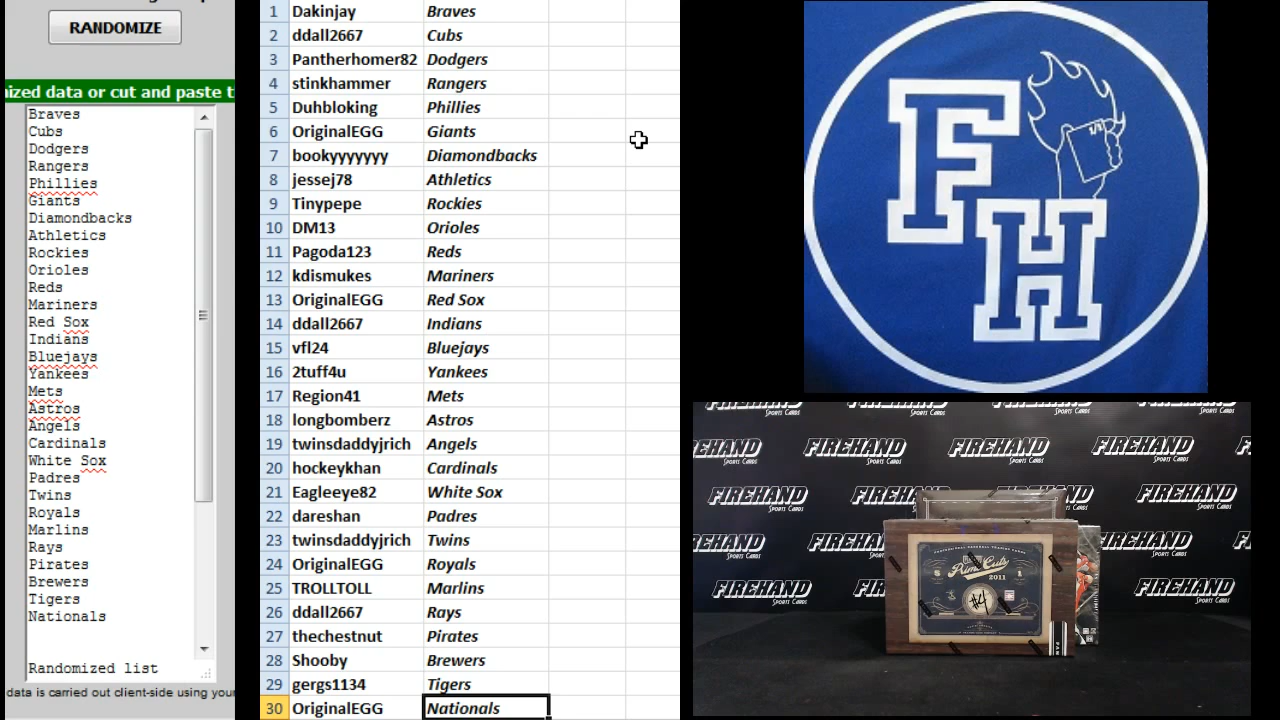 RANDOMIZE
ized data or cut and paste t
Braves
Cubs
Dodgers
Rangers
Phillies
Giants
Diamondbacks
Athletics
Rockies
Orioles
Reds
Mariners
Red Sox
Indians
Bluejays
Yankees
Mets
Astros
Angels
Cardinals
White Sox
Padres
Twins
Royals
Marlins
Rays
Pirates
Brewers
Tigers
Nationals
Randomized list
data is carried out client-side using your
1 Dakinjay Braves
2 ddall2667 Cubs
3 Pantherhomer82 Dodgers
4 stinkhammer Rangers
5 Duhbloking Phillies
6 OriginalEGG Giants
7 bookyyyyyyy Diamondbacks
8 jessej78 Athletics
9 Tinypepe Rockies
10 DM13 Orioles
11 Pagoda123 Reds
12 kdismukes Mariners
13 OriginalEGG Red Sox
14 ddall2667 Indians
15 vfl24 Bluejays
16 2tuff4u Yankees
17 Region41 Mets
18 longbomberz Astros
19 twinsdaddyjrich Angels
20 hockeykhan Cardinals
21 Eagleeye82 White Sox
22 dareshan Padres
23 twinsdaddyjrich Twins
24 OriginalEGG Royals
25 TROLLTOLL Marlins
26 ddall2667 Rays
27 thechestnut Pirates
28 Shooby Brewers
29 gergs1134 Tigers
30 OriginalEGG Nationals
1/1
F
H
FIREHAND FIREHAND FIREHAND
SPORTS CARDS
Prime Cuts
2011
#4